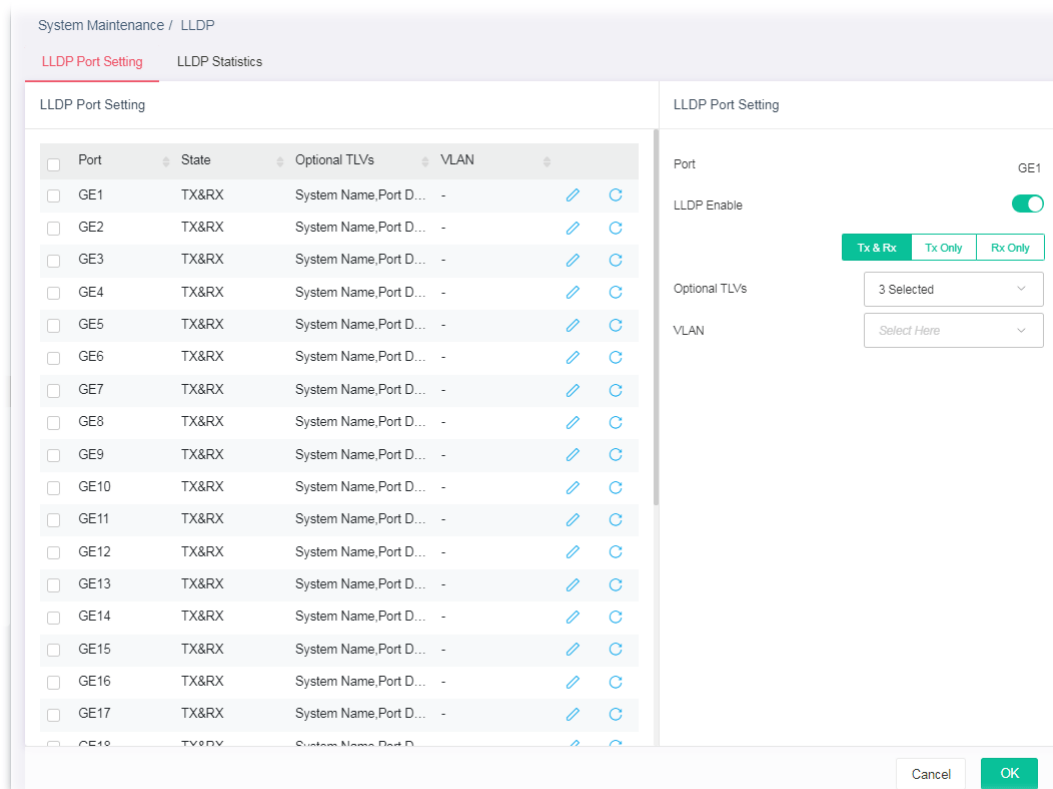 System Maintenance / LLDP
LLDP Port Setting LLDP Statistics
LLDP Port Setting
Port State Optional TLVs VLAN
GE1 TX&RX System Name,Port D... -
GE2 TX&RX System Name,Port D... -
GE3 TX&RX System Name,Port D... -
GE4 TX&RX System Name,Port D... -
GE5 TX&RX System Name,Port D... -
GE6 TX&RX System Name,Port D... -
GE7 TX&RX System Name,Port D... -
GE8 TX&RX System Name,Port D... -
GE9 TX&RX System Name,Port D... -
GE10 TX&RX System Name,Port D... -
GE11 TX&RX System Name,Port D... -
GE12 TX&RX System Name,Port D... -
GE13 TX&RX System Name,Port D... -
GE14 TX&RX System Name,Port D... -
GE15 TX&RX System Name,Port D... -
GE16 TX&RX System Name,Port D... -
GE17 TX&RX System Name,Port D... -
GE18 TX&RX System Name,Port D...
LLDP Port Setting
Port GE1
LLDP Enable
Tx & Rx Tx Only Rx Only
Optional TLVs 3 Selected
VLAN Select Here
Cancel OK